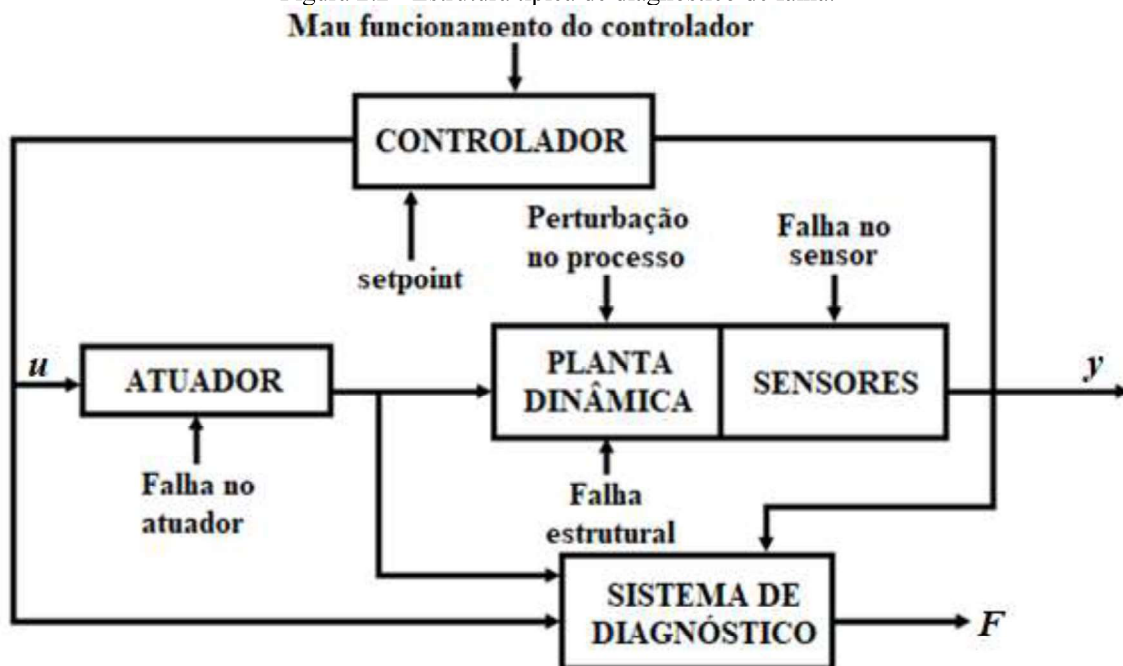 Mau funcionamento do controlador
CONTROLADOR
setpoint
Perturbação
no processo
Falha no
sensor
u
ATUADOR
PLANTA
DINÂMICA
SENSORES
y
Falha no
atuador
Falha
estrutural
SISTEMA DE
DIAGNÓSTICO
F